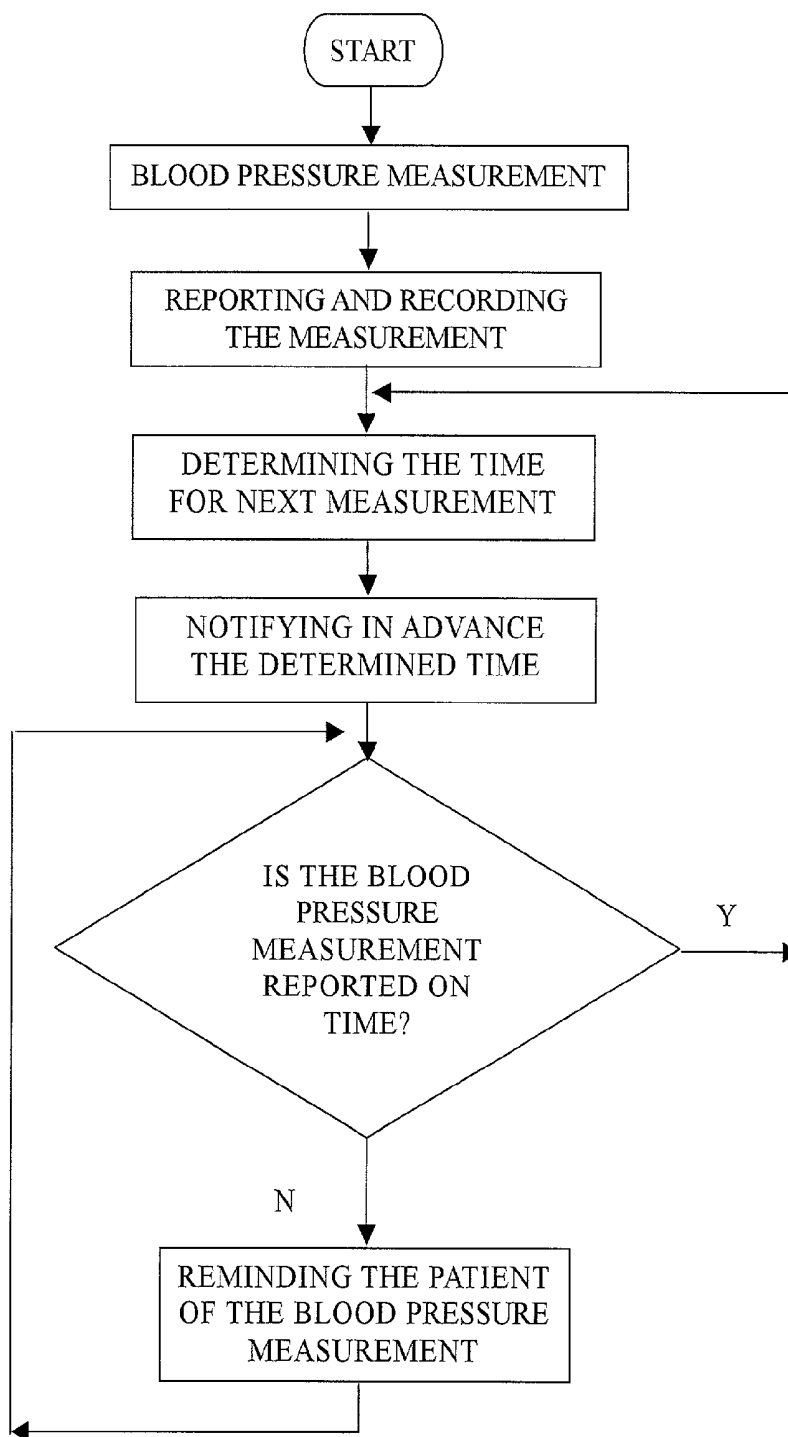 START
BLOOD PRESSURE MEASUREMENT
REPORTING AND RECORDING
THE MEASUREMENT
DETERMINING THE TIME
FOR NEXT MEASUREMENT
NOTIFYING IN ADVANCE
THE DETERMINED TIME
IS THE BLOOD
PRESSURE
MEASUREMENT
REPORTED ON
TIME?
Y
N
REMINDING THE PATIENT
OF THE BLOOD PRESSURE
MEASUREMENT